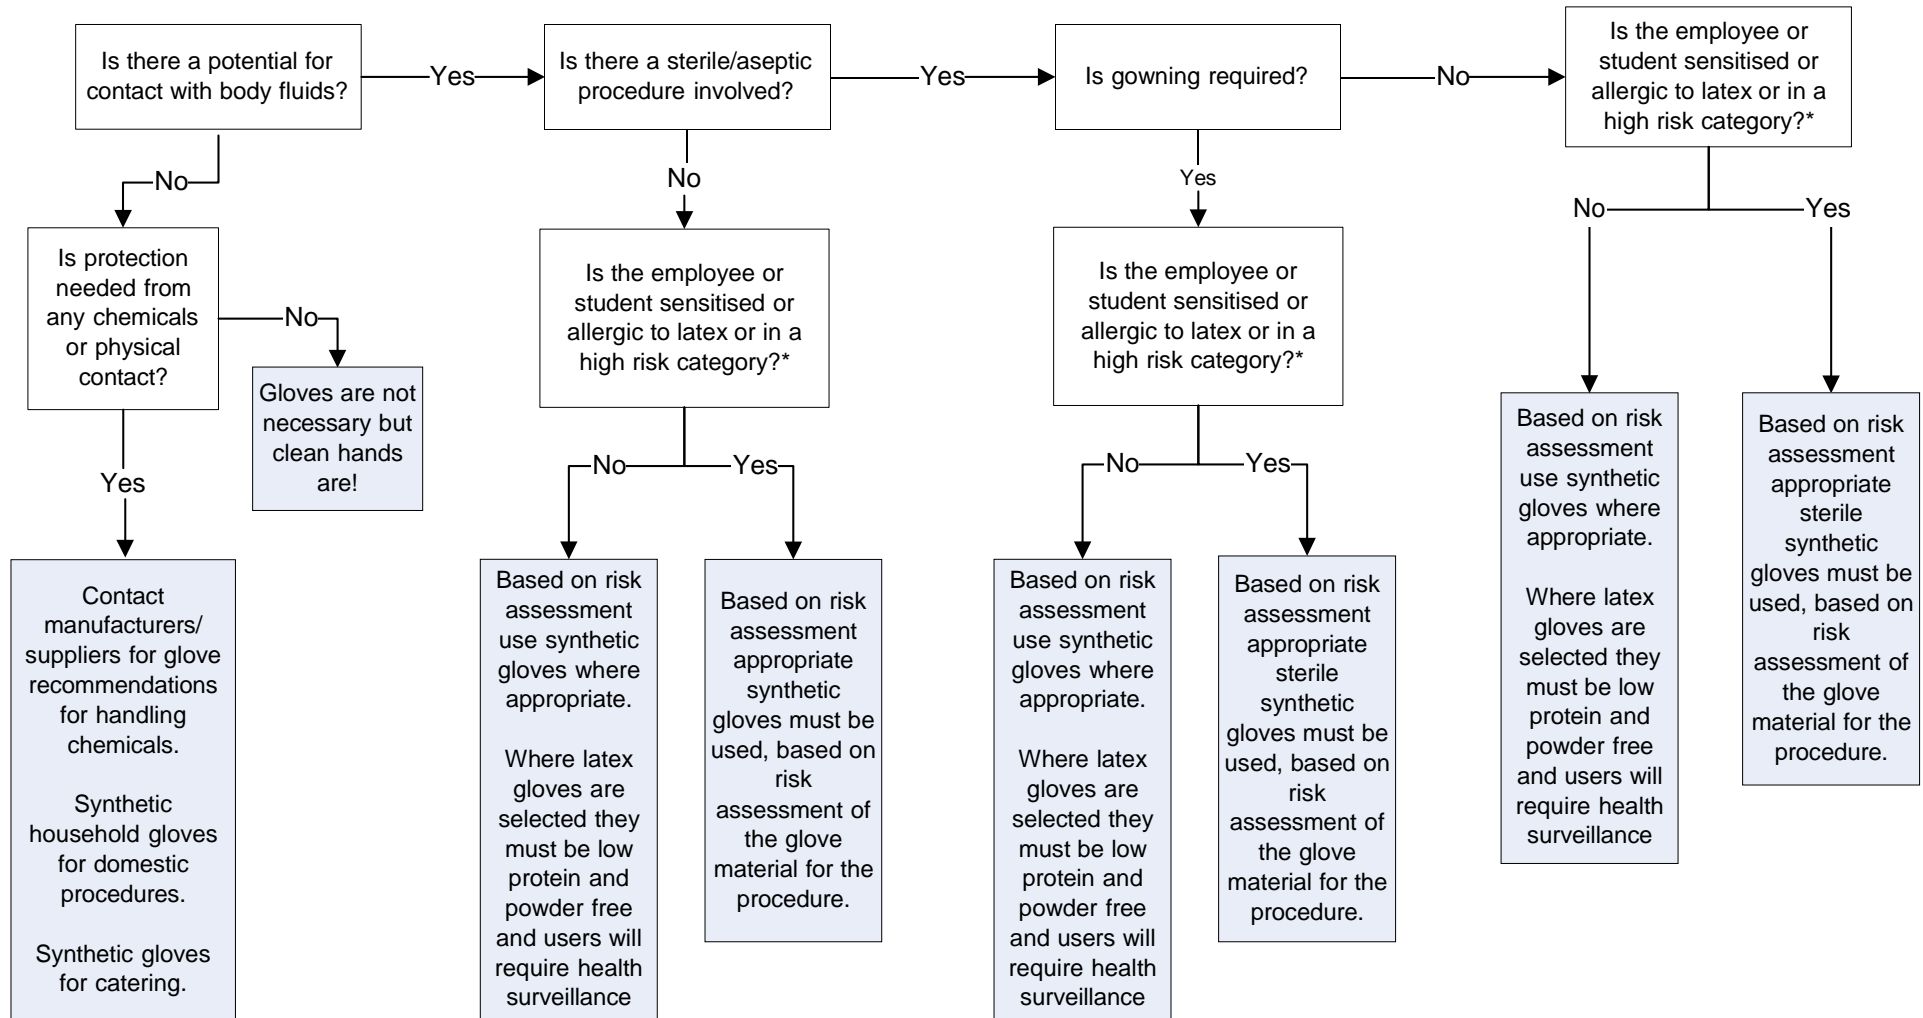 Is there a potential for
contact with body fluids?
Yes
Is there a sterile/aseptic
procedure involved?
Yes
Is gowning required?
No
Is the employee or
student sensitised or
allergic to latex or in a
high risk category?*
No
No
Yes
No
Yes
Is protection
needed from
any chemicals
or physical
contact?
No
Gloves are not
necessary but
clean hands
are!
Yes
Contact
manufacturers/
suppliers for glove
recommendations
for handling
chemicals.
Synthetic
household gloves
for domestic
procedures.
Synthetic gloves
for catering.
Is the employee or
student sensitised or
allergic to latex or in a
high risk category?*
No
Yes
Based on risk
assessment
use synthetic
gloves where
appropriate.
Where latex
gloves are
selected they
must be low
protein and
powder free
and users will
require health
surveillance
Based on risk
assessment
appropriate
synthetic
gloves must be
used, based on
risk
assessment of
the glove
material for the
procedure.
Is the employee or
student sensitised or
allergic to latex or in a
high risk category?*
No
Yes
Based on risk
assessment
use synthetic
gloves where
appropriate.
Where latex
gloves are
selected they
must be low
protein and
powder free
and users will
require health
surveillance
Based on risk
assessment
appropriate
sterile
synthetic
gloves must be
used, based on
risk
assessment of
the glove
material for the
procedure.
Based on risk
assessment
use synthetic
gloves where
appropriate.
Where latex
gloves are
selected they
must be low
protein and
powder free
and users will
require health
surveillance
Based on risk
assessment
appropriate
sterile
synthetic
gloves must be
used, based on
risk
assessment of
the glove
material for the
procedure.